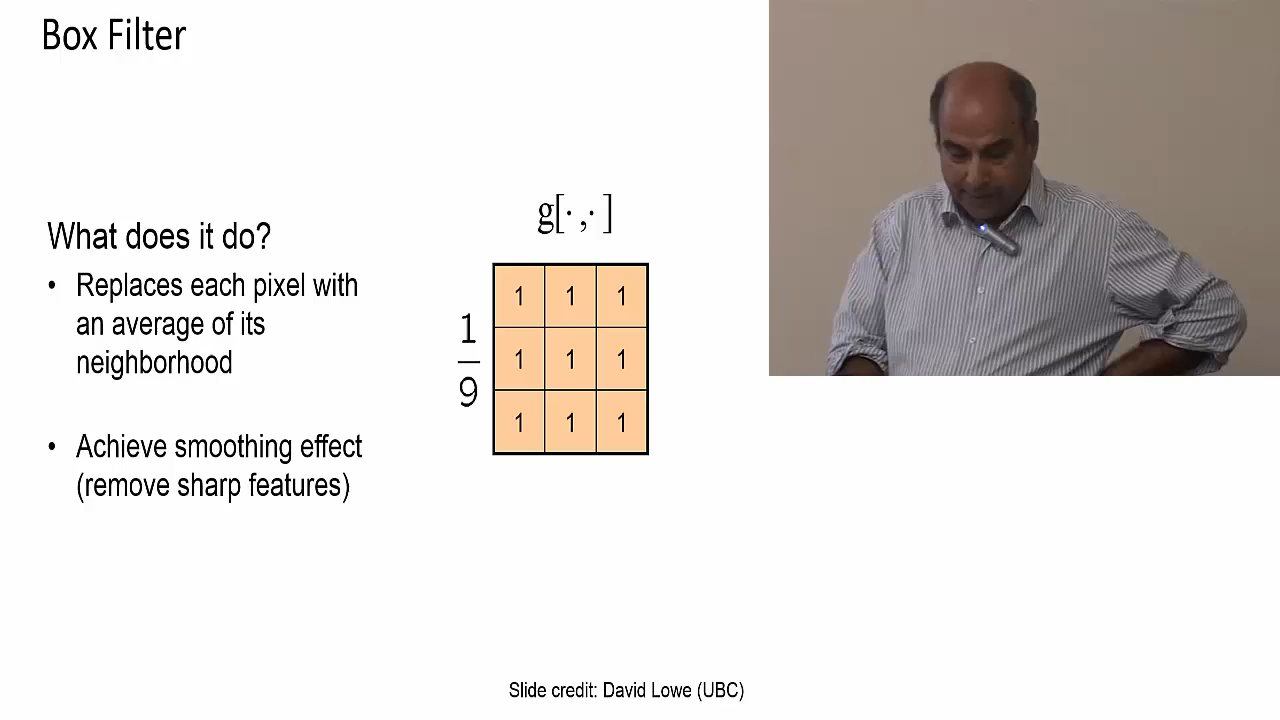 Box Filter
What does it do?
• Replaces each pixel with
an average of its
neighborhood
• Achieve smoothing effect
(remove sharp features)
g[· ,· ]
1
9
1 1 1
1 1 1
1 1 1
Slide credit: David Lowe (UBC)